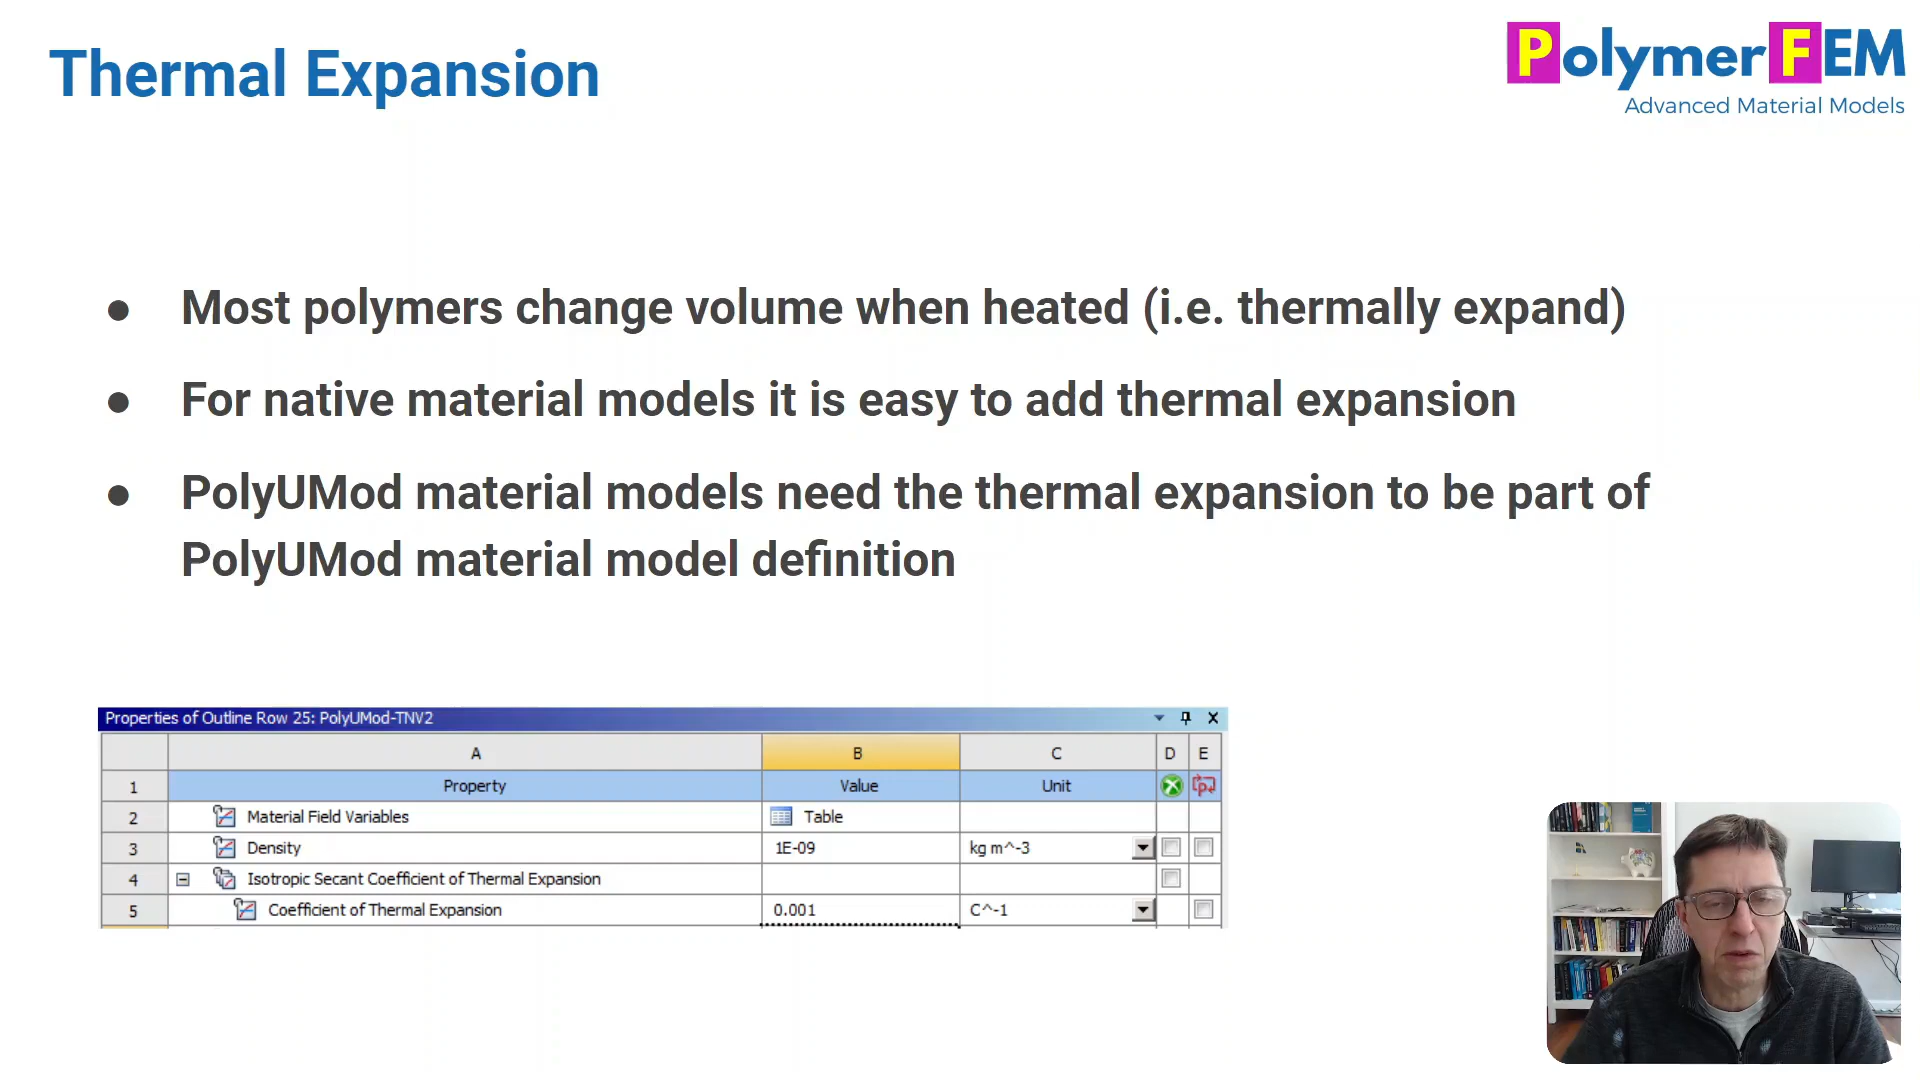 Thermal Expansion
PolymerFEM
Advanced Material Models
● Most polymers change volume when heated (i.e. thermally expand)
● For native material models it is easy to add thermal expansion
● PolyUMod material models need the thermal expansion to be part of
PolyUMod material model definition
Properties of Outline Row 25: PolyUMod-TNV2
A B C D E
1 Property Value Unit
2 Material Field Variables Table
3 Density 1E-09 kg m^-3
4 Isotropic Secant Coefficient of Thermal Expansion
5 Coefficient of Thermal Expansion 0.001 C^-1